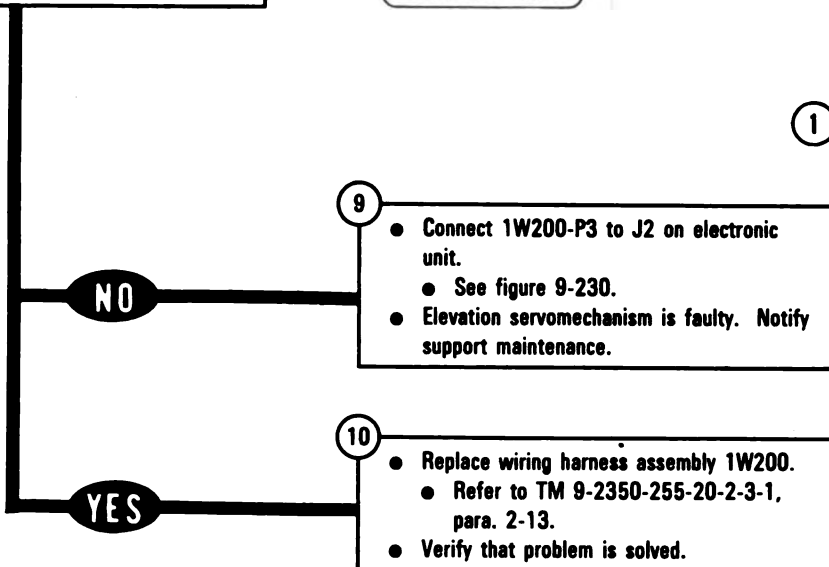 1
9
● Connect 1W200-P3 to J2 on electronic
unit.
● See figure 9-230.
● Elevation servomechanism is faulty. Notify
support maintenance.
NO
10
● Replace wiring harness assembly 1W200.
● Refer to TM 9-2350-255-20-2-3-1,
para. 2-13.
● Verify that problem is solved.
YES